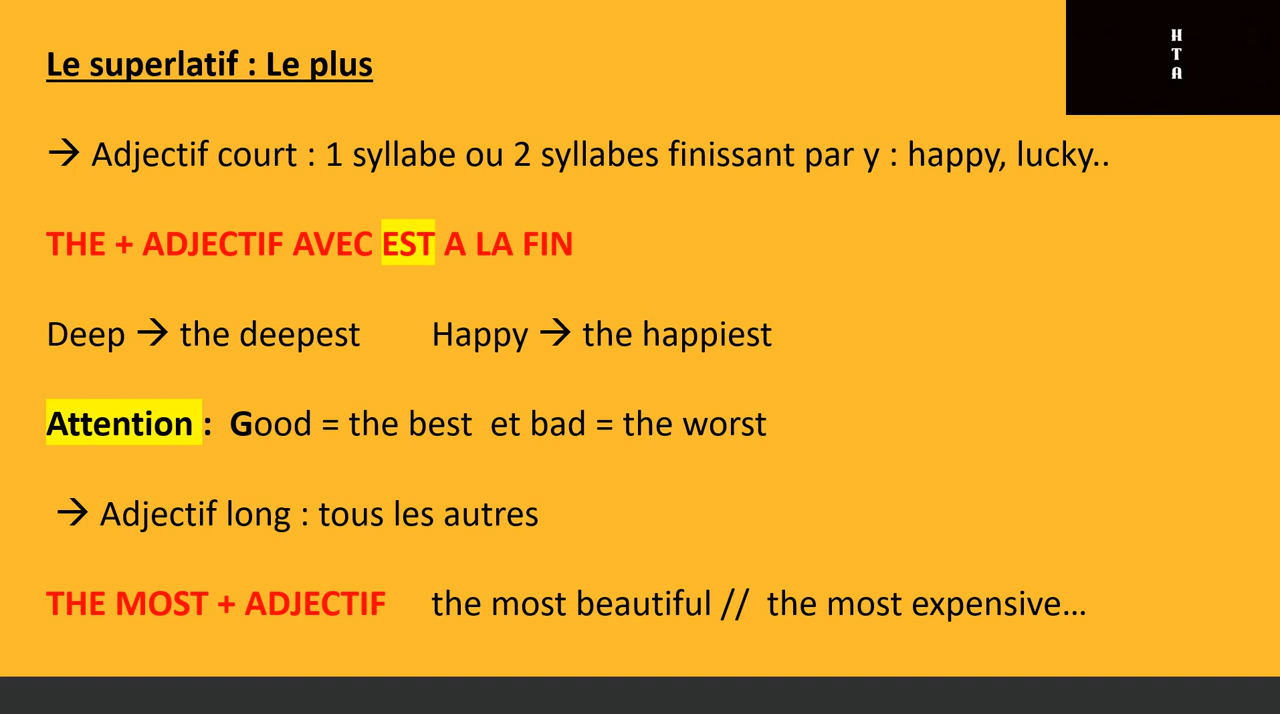 Le superlatif : Le plus
H
T
A
→ Adjectif court : 1 syllabe ou 2 syllabes finissant par y : happy, lucky..
THE + ADJECTIF AVEC EST A LA FIN
Deep → the deepest Happy → the happiest
Attention : Good = the best et bad = the worst
→ Adjectif long : tous les autres
THE MOST + ADJECTIF the most beautiful // the most expensive…